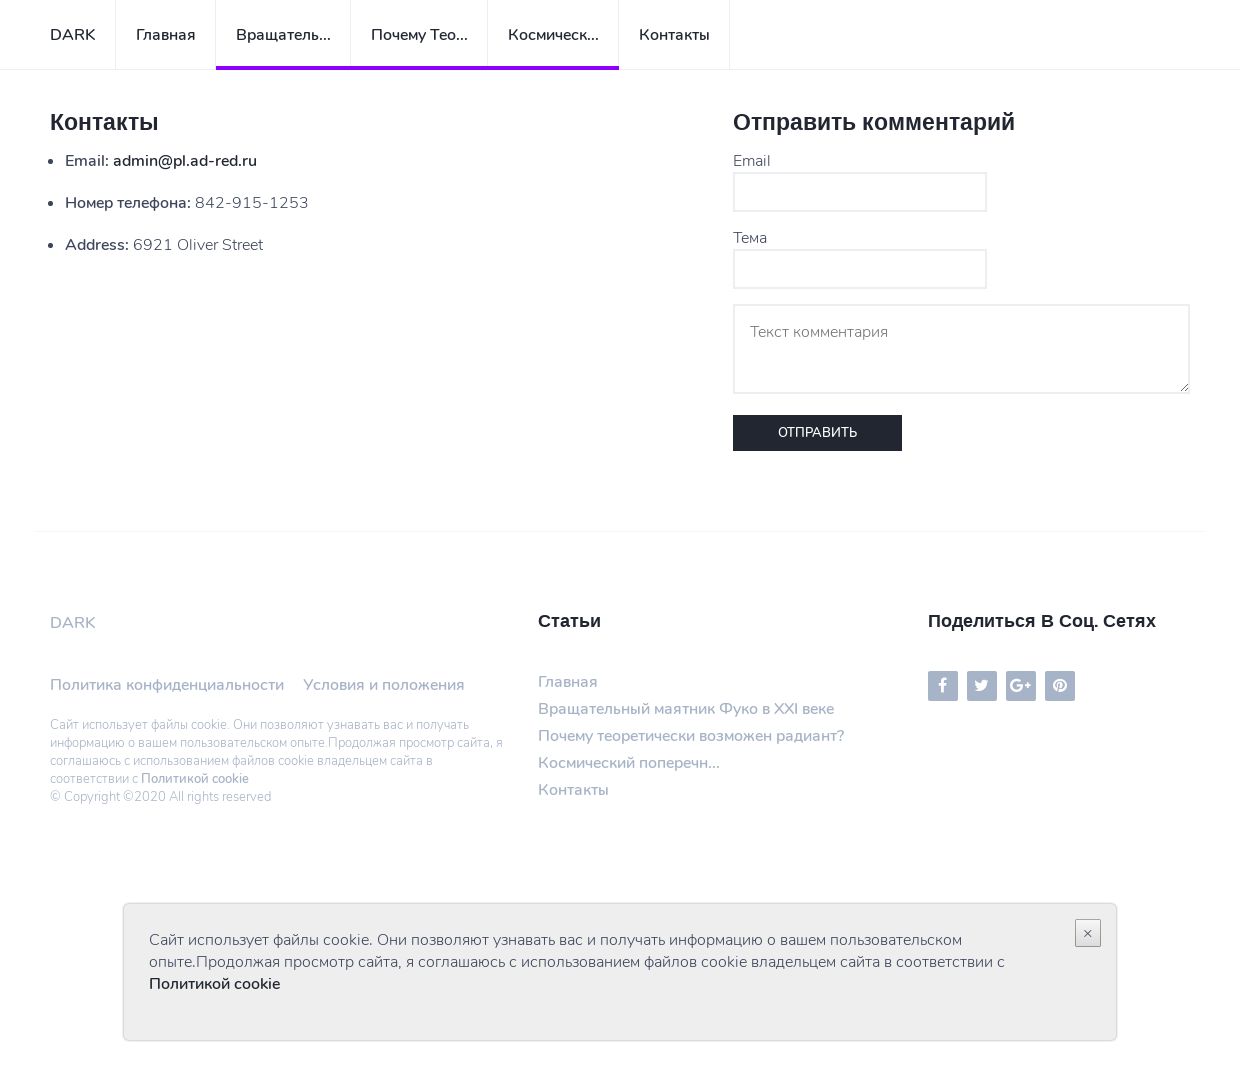 DARK
Главная
Вращатель...
Почему Тео...
Космическ...
Контакты
Контакты
Email: admin@pl.ad-red.ru
Номер телефона: 842-915-1253
Address: 6921 Oliver Street
Отправить комментарий
Email
Тема
Текст комментария
ОТПРАВИТЬ
DARK
Политика конфиденциальности Условия и положения
Сайт использует файлы cookie. Они позволяют узнавать вас и получать
информацию о вашем пользовательском опыте.Продолжая просмотр сайта, я
соглашаюсь с использованием файлов cookie владельцем сайта в
соответствии с Политикой cookie
© Copyright ©2020 All rights reserved
Статьи
Главная
Вращательный маятник Фуко в XXI веке
Почему теоретически возможен радиант?
Космический поперечн...
Контакты
Поделиться В Соц. Сетях
Сайт использует файлы cookie. Они позволяют узнавать вас и получать информацию о вашем пользовательском
опыте.Продолжая просмотр сайта, я соглашаюсь с использованием файлов cookie владельцем сайта в соответствии с
Политикой cookie
×